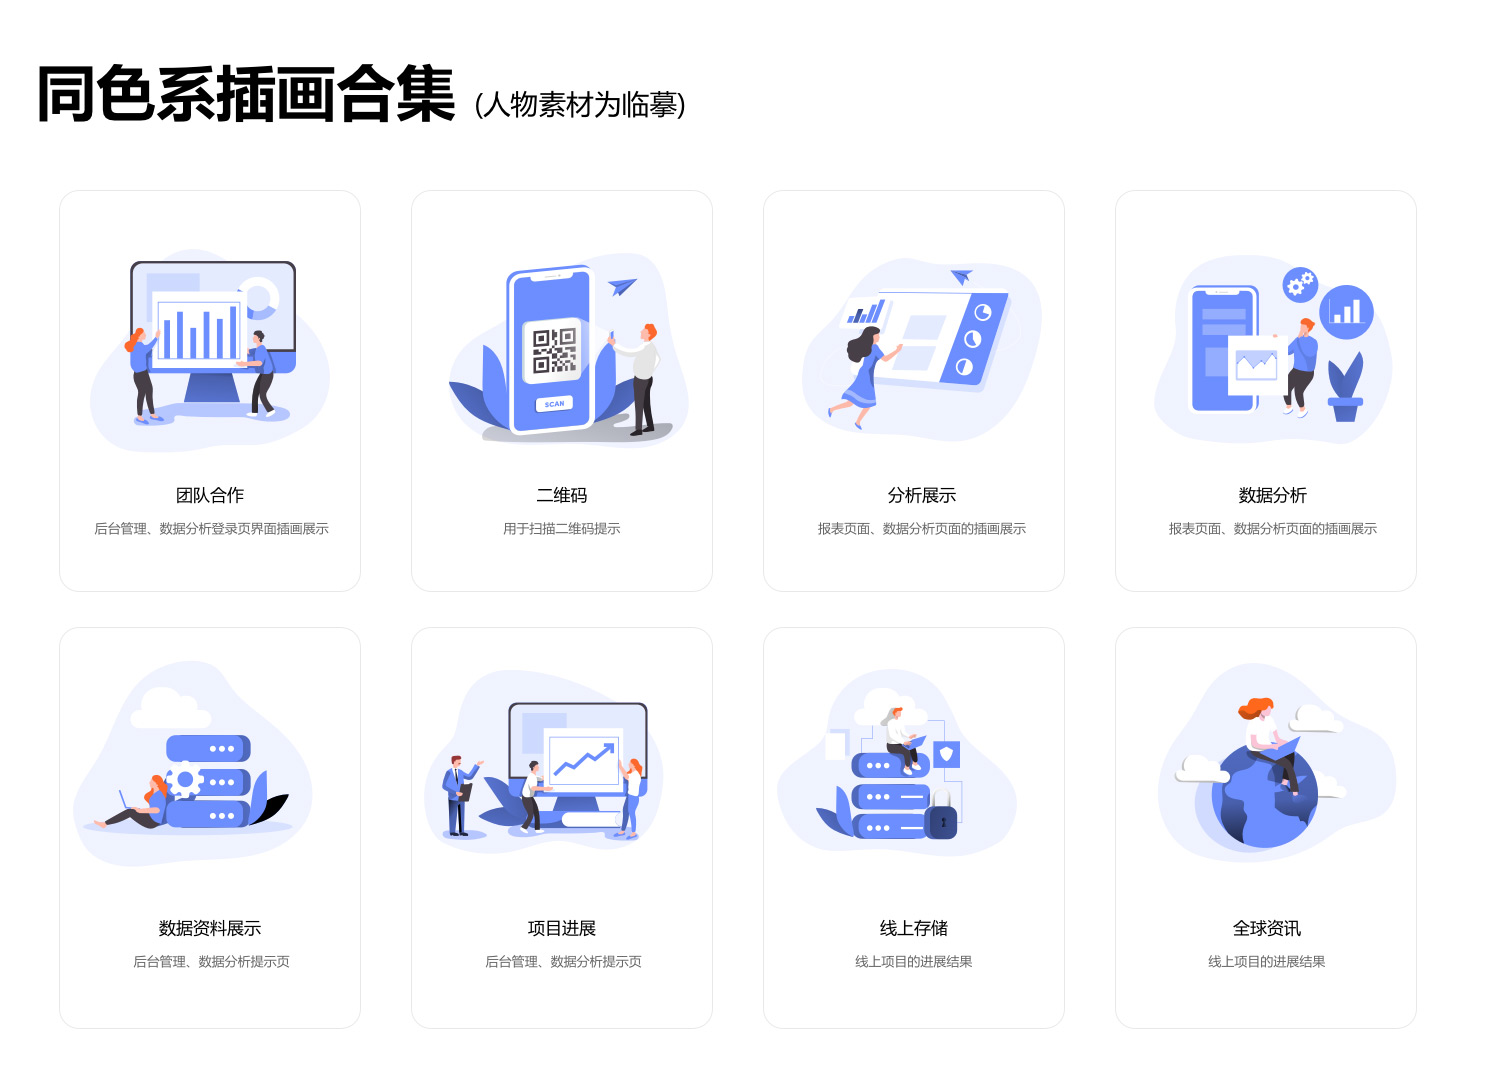 同色系插画合集 (人物素材为临摹)
SCAN
团队合作
后台管理、数据分析登录页界面插画展示
二维码
用于扫描二维码提示
分析展示
报表页面、数据分析页面的插画展示
数据分析
报表页面、数据分析页面的插画展示
数据资料展示
后台管理、数据分析提示页
项目进展
后台管理、数据分析提示页
线上存储
线上项目的进展结果
全球资讯
线上项目的进展结果